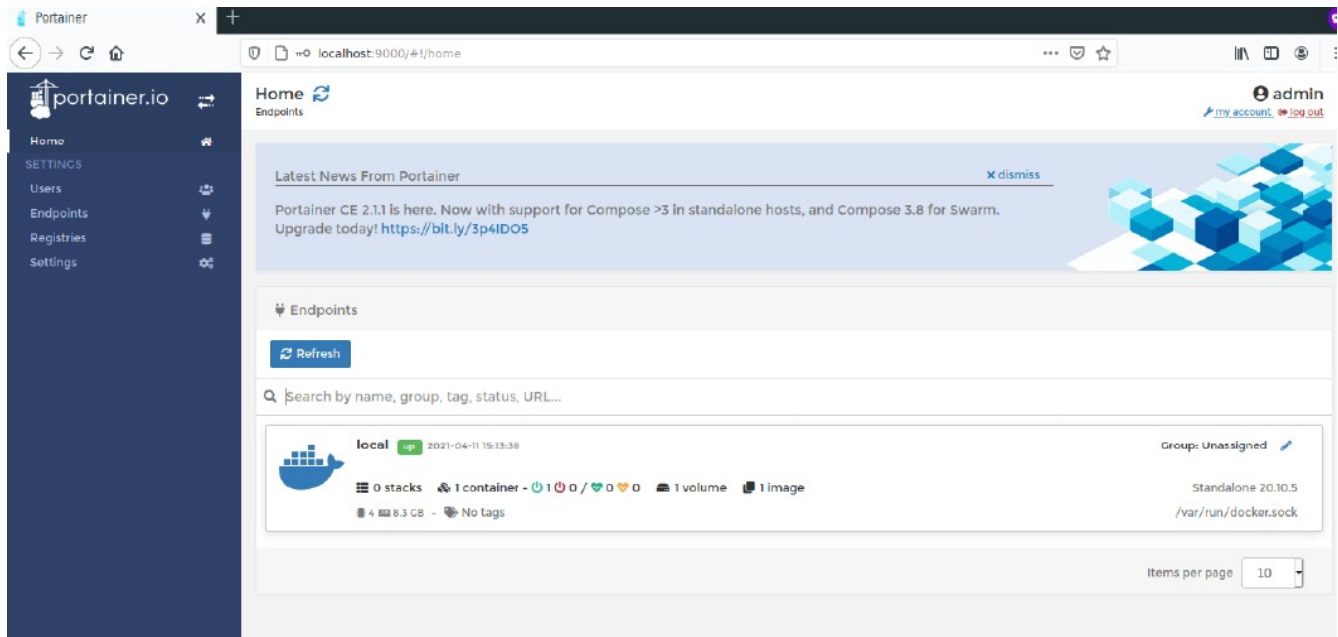 Portainer
localhost:9000/#!/home
portainer.io
Home
SETTINGS
Users
Endpoints
Registries
Settings
Home
Endpoints
admin
my account log out
Latest News From Portainer
x dismiss
Portainer CE 2.1.1 is here. Now with support for Compose >3 in standalone hosts, and Compose 3.8 for Swarm.
Upgrade today! https://bit.ly/3p4IDO5
Endpoints
Refresh
Search by name, group, tag, status, URL...
local up 2021-04-11 15:13:38
Group: Unassigned
0 stacks 1 container - 1 0 / 0 0 1 volume 1 image
Standalone 20.10.5
4 8.3 GB - No tags
/var/run/docker.sock
Items per page 10